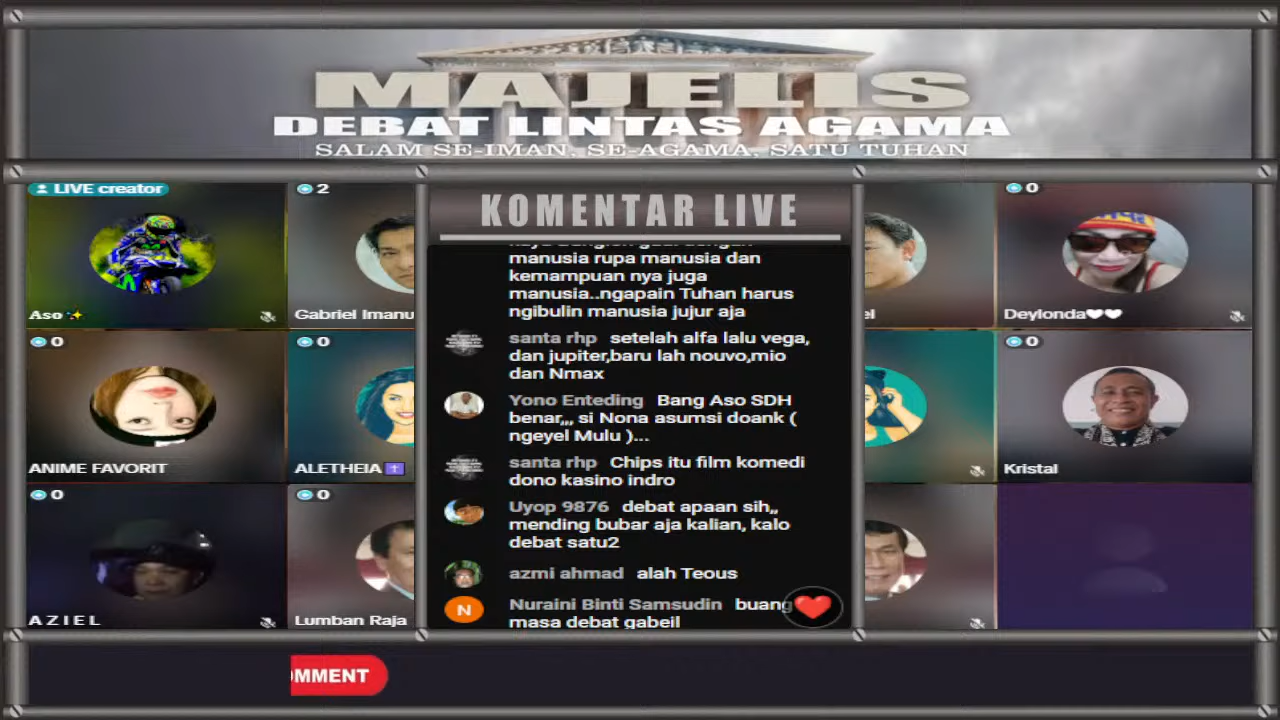 MAJELIS
DEBAT LINTAS AGAMA
SALAM SE-IMAN, SE-AGAMA, SATU TUHAN
LIVE creator
2
0
KOMENTAR LIVE
Aso
Gabriel Imanu
el
Deylonda
manusia rupa manusia dan
kemampuan nya juga
manusia..ngapain Tuhan harus
ngibulin manusia jujur aja
santa rhp setelah alfa lalu vega,
dan jupiter,baru lah nouvo,mio
dan Nmax
Yono Enteding Bang Aso SDH
benar,,, si Nona asumsi doank (
ngeyel Mulu )...
santa rhp Chips itu film komedi
dono kasino indro
Uyop 9876 debat apaan sih,,
mending bubar aja kalian, kalo
debat satu2
azmi ahmad alah Teous
N
Nuraini Binti Samsudin buang
masa debat gabeil
0
0
0
ANIME FAVORIT
ALETHEIA
Kristal
0
0
AZIEL
Lumban Raja
OMMENT